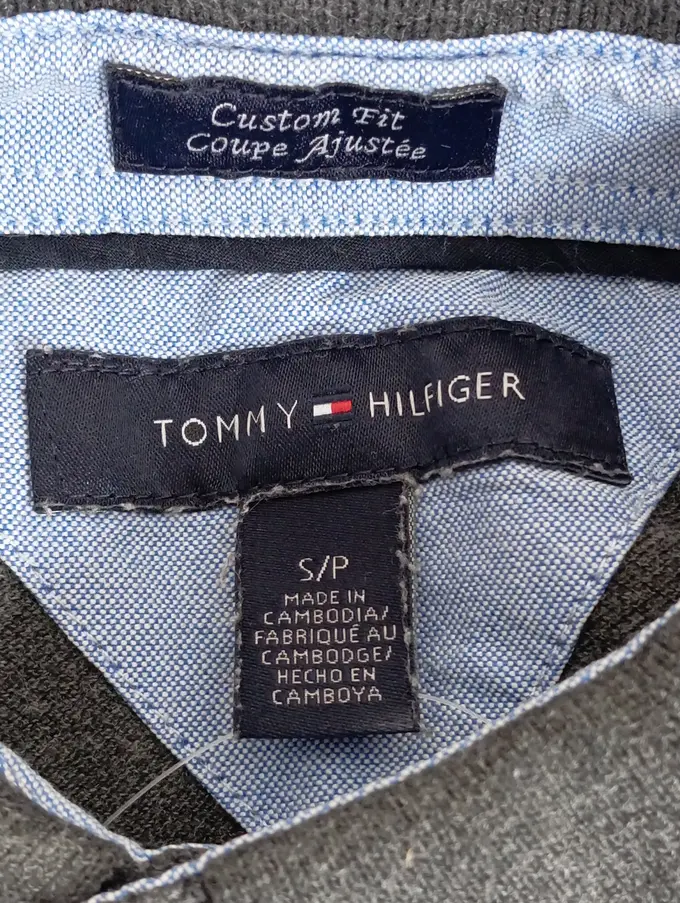 Custom Fit
Coupe Ajustée
TOMMY HILFIGER
S/P
MADE IN
CAMBODIA/
FABRIQUÉ AU
CAMBODGE/
HECHO EN
CAMBOYA